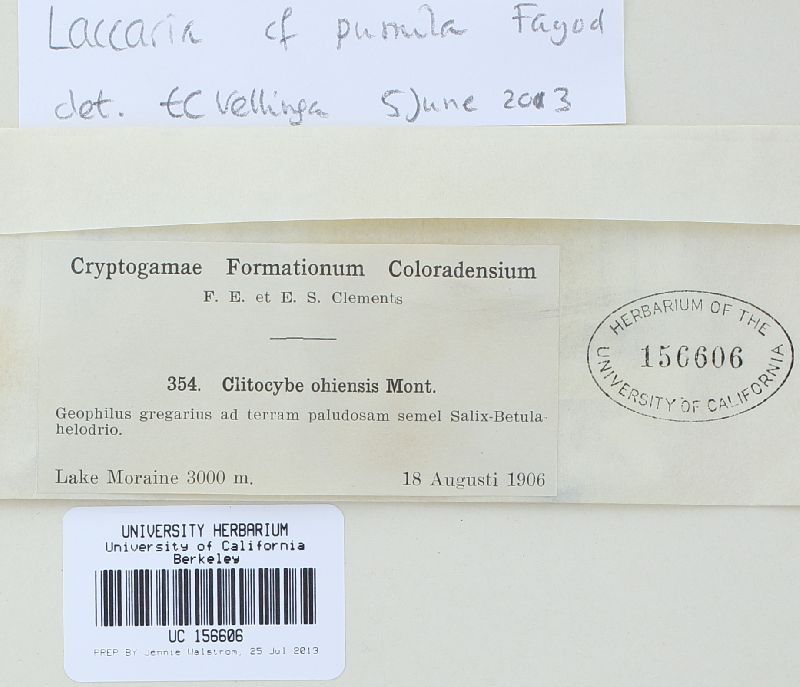 Laccaria cf pumila Fayod
det. EC Vellinga 5 June 2013
Cryptogamae Formationum Coloradensium
F. E. et E. S. Clements
354. Clitocybe ohiensis Mont.
Geophilus gregarius ad terram paludosam semel Salix-Betula-
helodrio.
Lake Moraine 3000 m. 18 Augusti 1906
HERBARIUM OF THE
156606
UNIVERSITY OF CALIFORNIA
UNIVERSITY HERBARIUM
University of California
Berkeley
UC 156606
PREP BY Jennie Walstrom, 25 Jul 2013